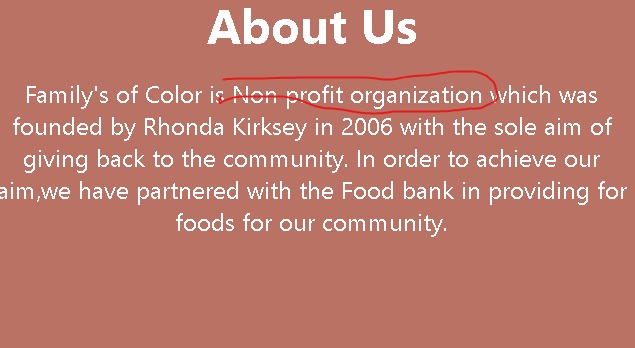 About Us
Family's of Color is Non profit organization which was
founded by Rhonda Kirksey in 2006 with the sole aim of
giving back to the community. In order to achieve our
aim,we have partnered with the Food bank in providing for
foods for our community.